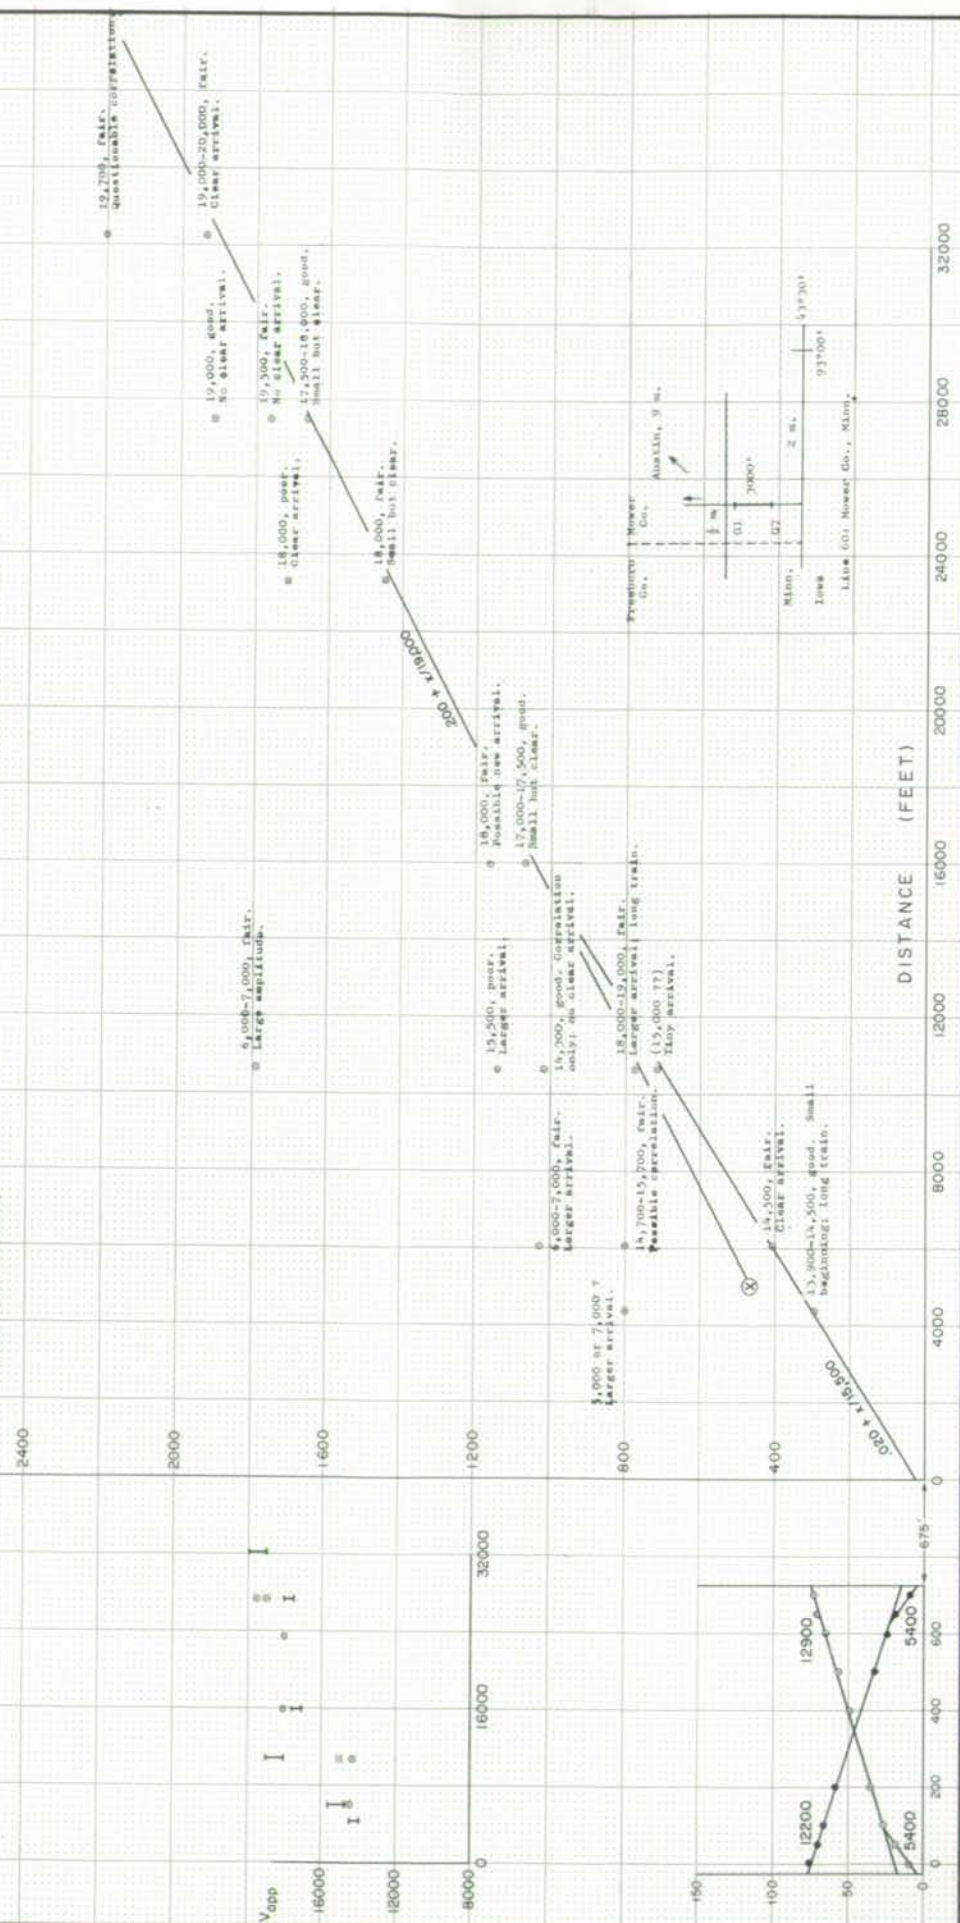 19,700, fair.
Questionable correlation.
19,000-20,000, fair.
Clear arrival.
19,000, good.
No clear arrival.
19,500, fair.
No clear arrival.
17,500-18,000, good.
Small but clear.
18,000, poor.
Clear arrival.
18,000, fair.
Small but clear.
200 + x/19,000
18,000, fair.
Possible new arrival.
17,000-17,500, good.
Small but clear.
6,000-7,000, fair.
Large amplitude.
15,500, poor.
Larger arrival.
14,300, good. Correlation
only; no clear arrival.
18,000-19,000, fair.
Larger arrival; long train.
(15,000 ??)
Tiny arrival.
6,000-7,000, fair.
Larger arrival.
14,700-15,700, fair.
Possible correlation.
5,000 or 7,000 ?
Larger arrival.
14,500, fair.
Clear arrival.
13,900-14,500, good. Small
beginning; long train.
X
.020 + x/15,500
Freeborn Mower
Co. Co.
Austin, 9 m.
½ m
G1
3000'
G2
2 m.
43°30'
93°00'
Minn.
Iowa
Line 60: Mower Co., Minn.
2400
2000
1600
1200
800
400
0
0 4000 8000 12000 16000 20000 24000 28000 32000
DISTANCE (FEET)
Vapp
16000
12000
8000
0 16000 32000
150
100
50
0
0 200 400 600
675'
12200
12900
5400
5400